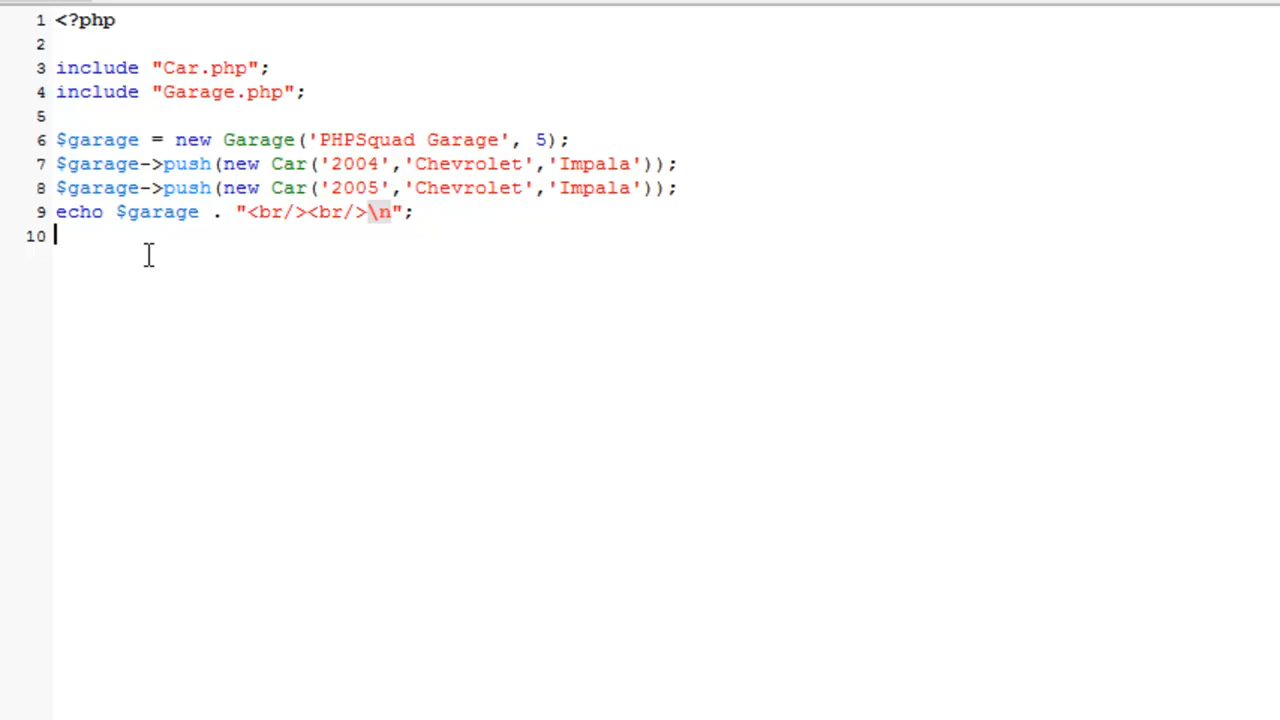 1 <?php
2
3 include "Car.php";
4 include "Garage.php";
5
6 $garage = new Garage('PHPSquad Garage', 5);
7 $garage->push(new Car('2004','Chevrolet','Impala'));
8 $garage->push(new Car('2005','Chevrolet','Impala'));
9 echo $garage . "<br/><br/>\n";
10